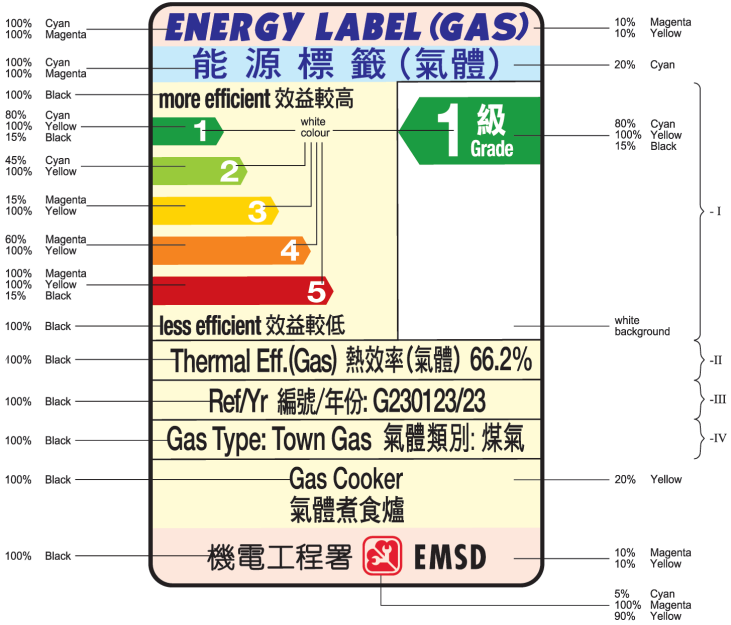 100% Cyan
100% Magenta
ENERGY LABEL (GAS)
10% Magenta
10% Yellow
100% Cyan
100% Magenta
能源標籤(氣體)
20% Cyan
100% Black
more efficient 效益較高
80% Cyan
100% Yellow
15% Black
1
white
colour
1級
Grade
80% Cyan
100% Yellow
15% Black
45% Cyan
100% Yellow
2
15% Magenta
100% Yellow
3
- I
60% Magenta
100% Yellow
4
100% Magenta
100% Yellow
15% Black
5
100% Black
less efficient 效益較低
white
background
100% Black
Thermal Eff.(Gas) 熱效率(氣體) 66.2%
-II
100% Black
Ref/Yr 編號/年份: G230123/23
-III
100% Black
Gas Type: Town Gas 氣體類別: 煤氣
-IV
100% Black
Gas Cooker
20% Yellow
氣體煮食爐
100% Black
機電工程署 EMSD
10% Magenta
10% Yellow
5% Cyan
100% Magenta
90% Yellow